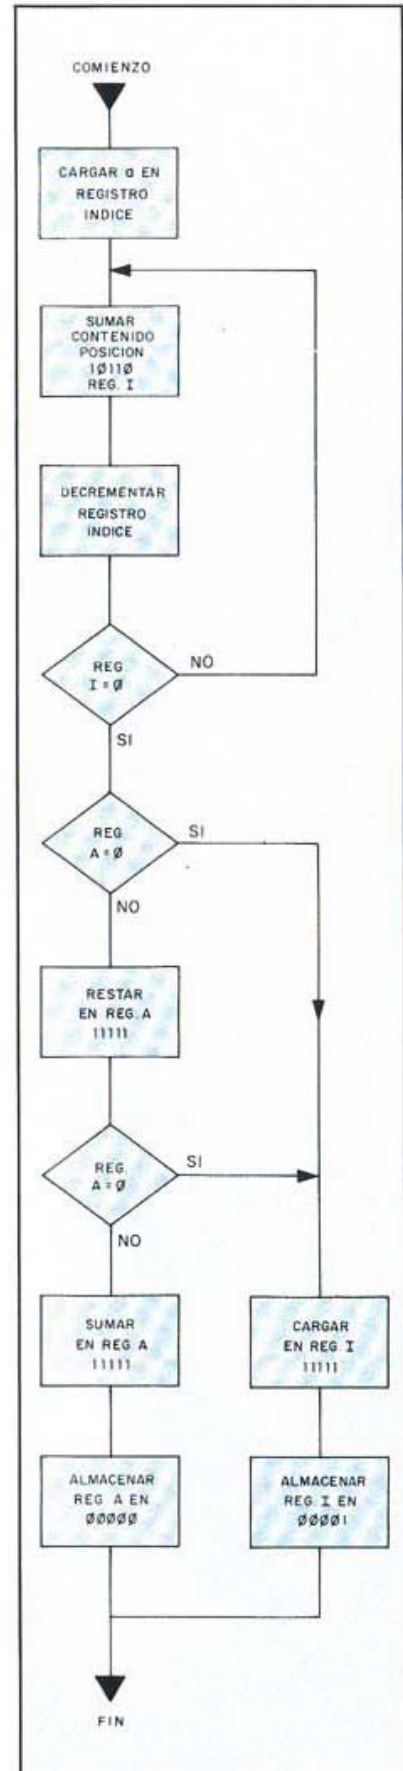 COMIENZO
CARGAR a EN
REGISTRO
INDICE
SUMAR
CONTENIDO
POSICION
1Ø11Ø
REG. I
DECREMENTAR
REGISTRO
INDICE
REG.
I = Ø
NO
SI
REG
A = Ø
SI
NO
RESTAR
EN REG. A
11111
REG.
A = Ø
SI
NO
SUMAR
EN REG A
11111
CARGAR
EN REG. I
11111
ALMACENAR
REG. A EN
ØØØØØ
ALMACENAR
REG. I EN
ØØØØ1
FIN